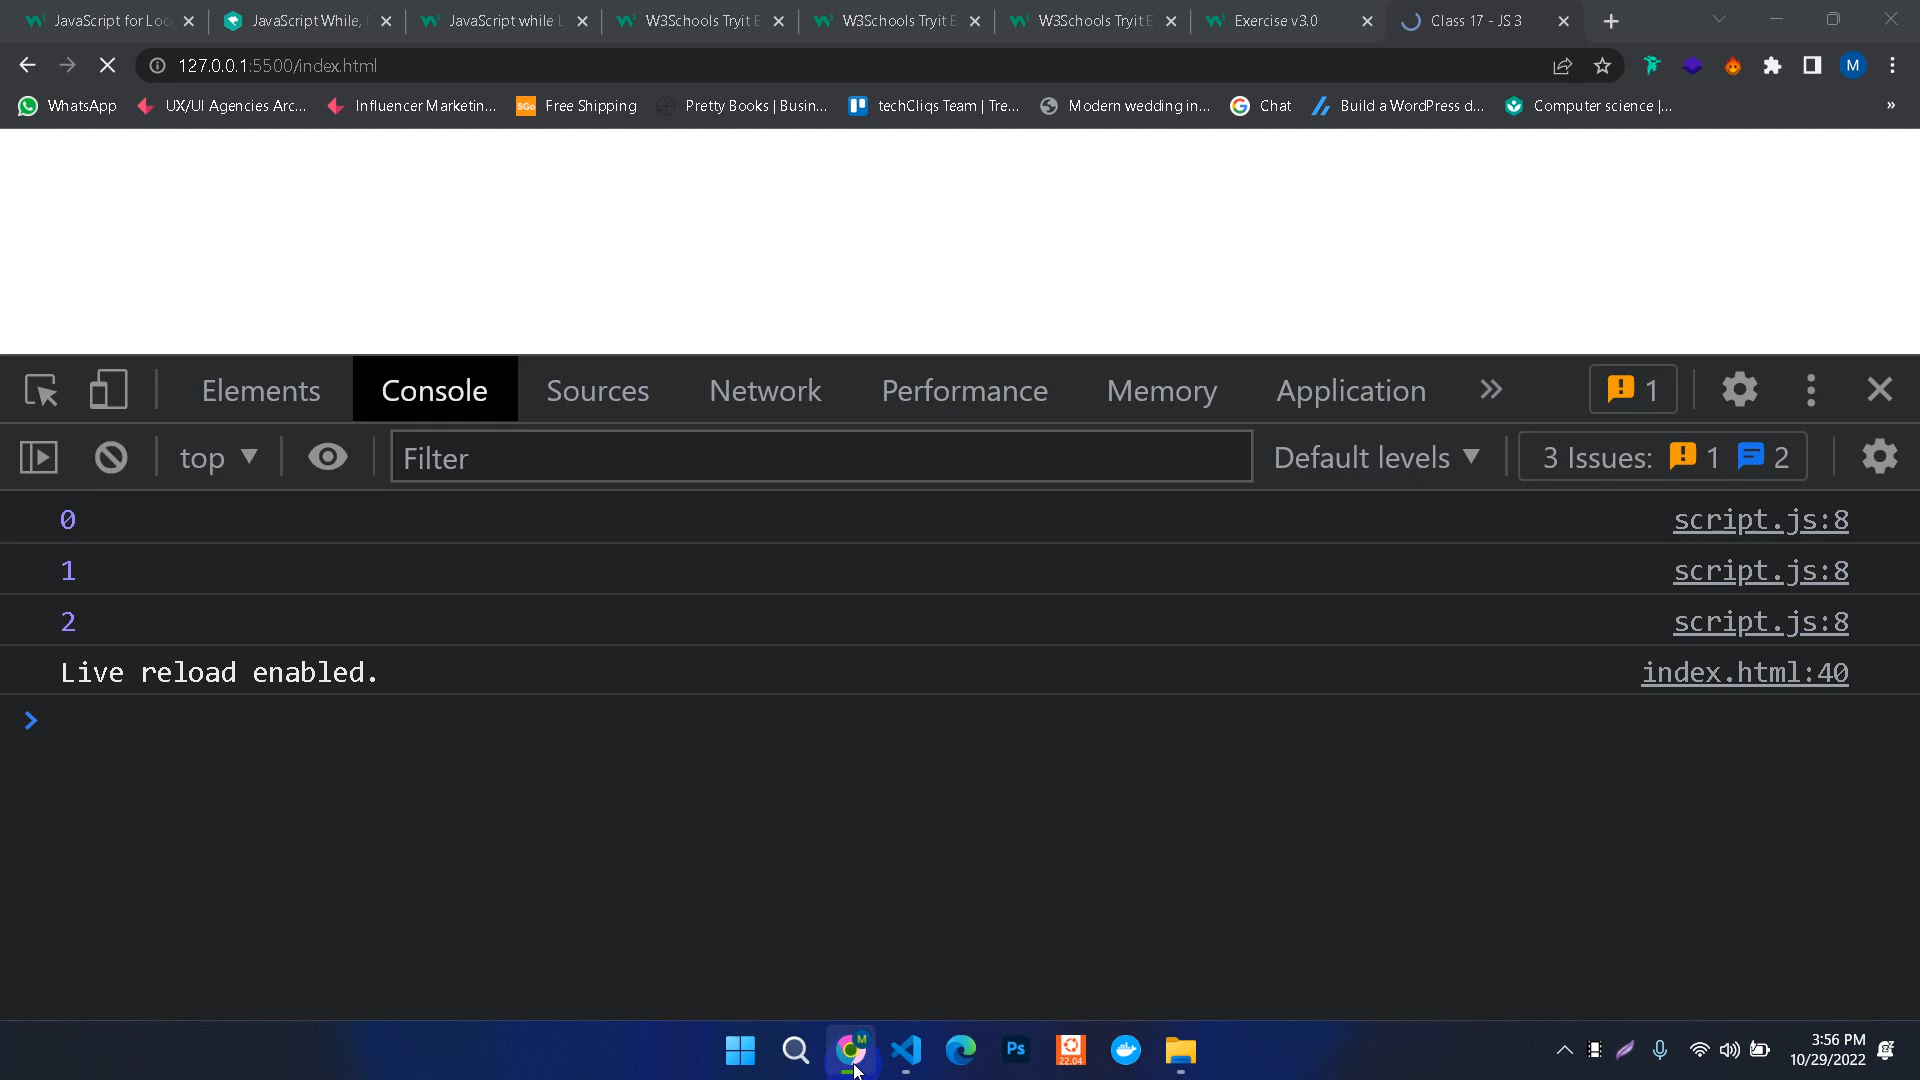 JavaScript for Loo
JavaScript While, D
JavaScript while L
W3Schools Tryit E
W3Schools Tryit E
W3Schools Tryit E
Exercise v3.0
Class 17 - JS 3
127.0.0.1:5500/index.html
M
WhatsApp
UX/UI Agencies Arc...
Influencer Marketin...
SGo
Free Shipping
Pretty Books | Busin...
techCliqs Team | Tre...
Modern wedding in...
Chat
Build a WordPress d...
Computer science |...
»
Elements
Console
Sources
Network
Performance
Memory
Application
1
top
Filter
Default levels
3 Issues:
1
2
0 script.js:8
1 script.js:8
2 script.js:8
Live reload enabled. index.html:40
M
Ps
22.04
3:56 PM
10/29/2022